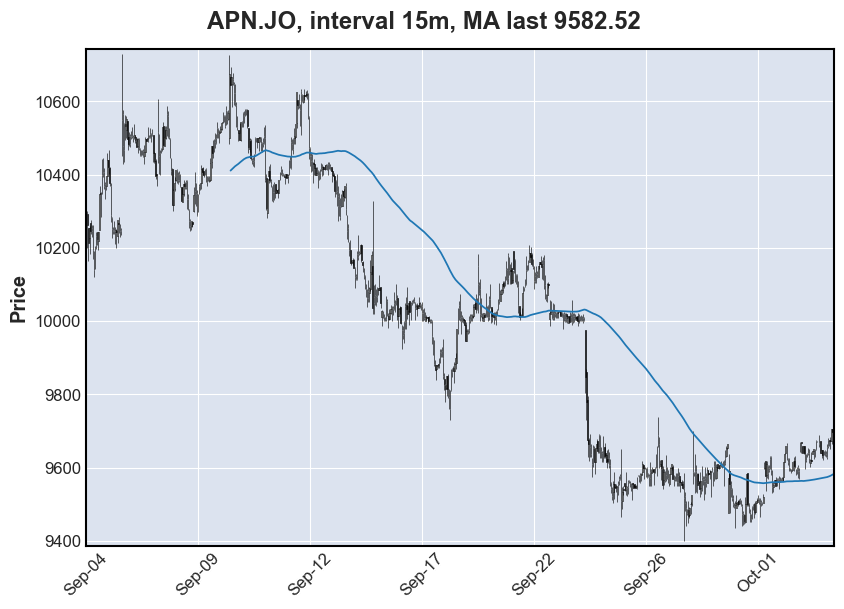 APN.JO, interval 15m, MA last 9582.52
Price
10600
10400
10200
10000
9800
9600
9400
Sep-04
Sep-09
Sep-12
Sep-17
Sep-22
Sep-26
Oct-01